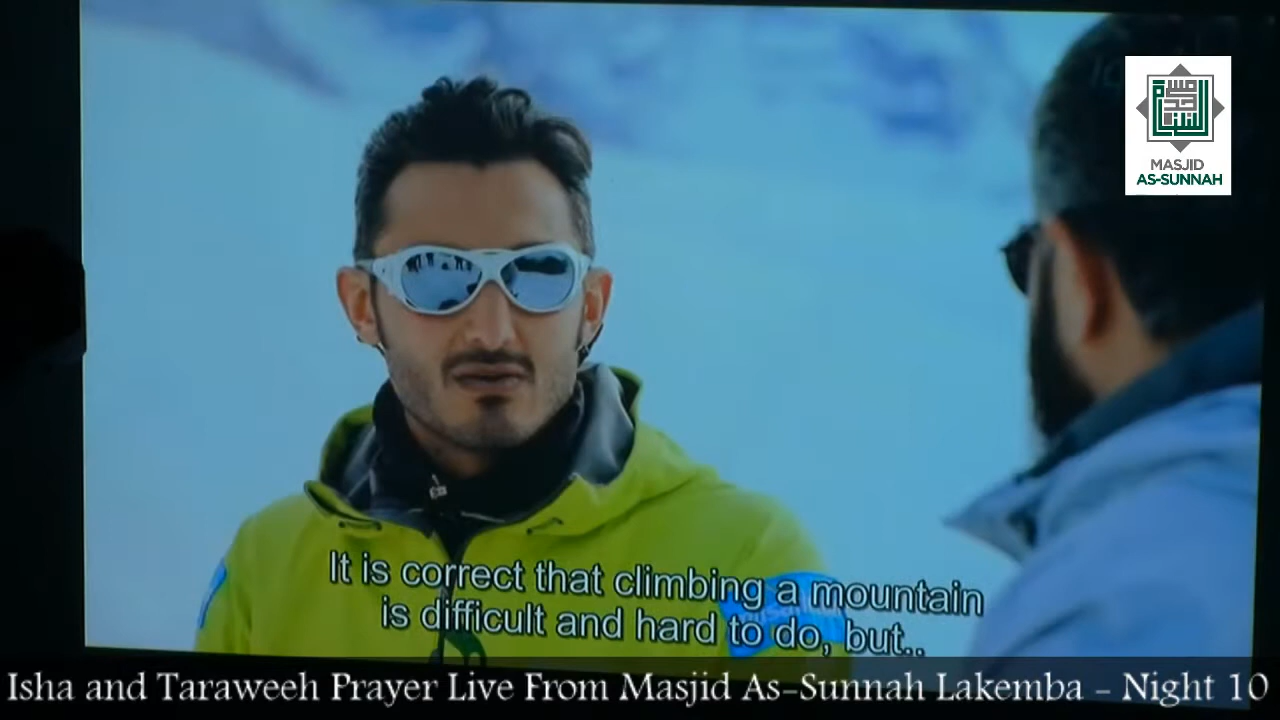 MASJID
AS-SUNNAH
It is correct that climbing a mountain
is difficult and hard to do, but..
Isha and Taraweeh Prayer Live From Masjid As-Sunnah Lakemba - Night 10